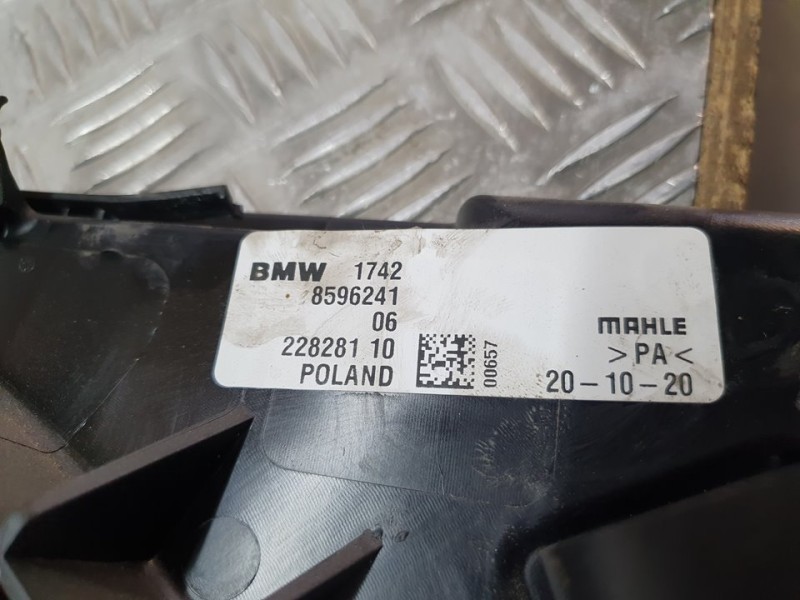 BMW 1742
8596241
06
228281 10
POLAND
00657
MAHLE
>PA<
20-10-20